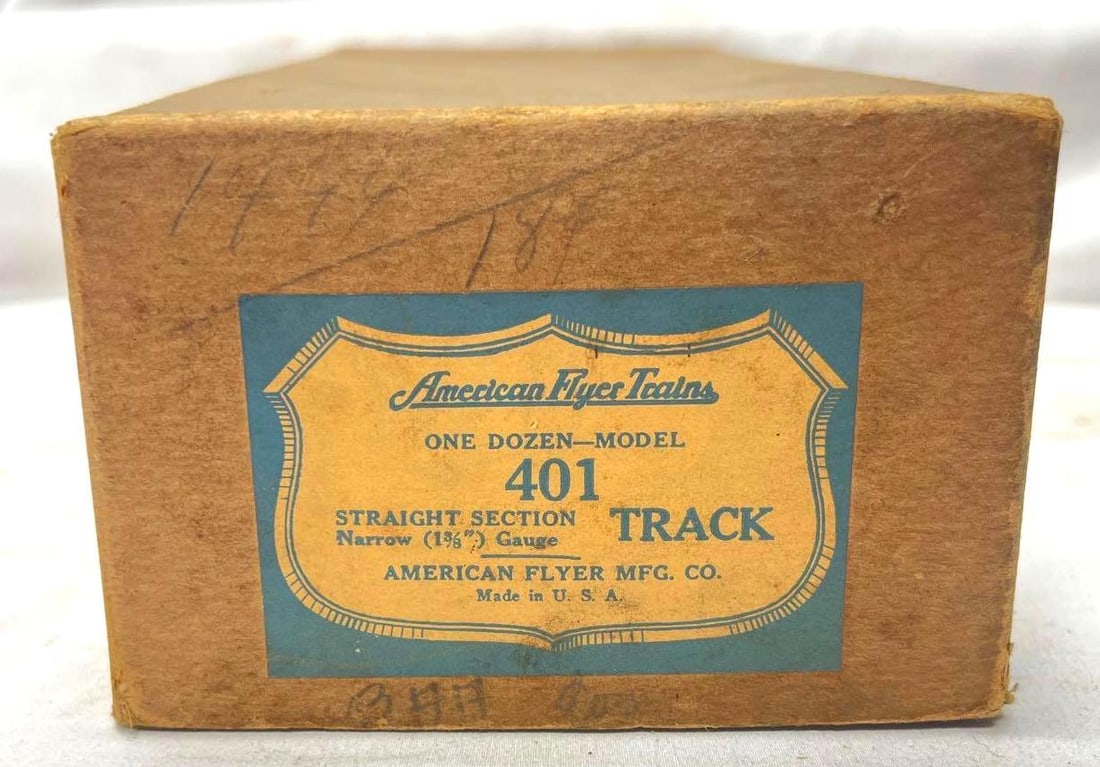 American Flyer Trains
ONE DOZEN—MODEL
401
STRAIGHT SECTION
Narrow (1⅜") Gauge
TRACK
AMERICAN FLYER MFG. CO.
Made in U. S. A.